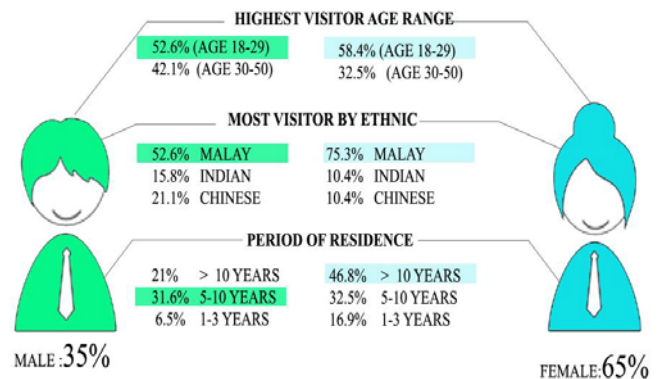 HIGHEST VISITOR AGE RANGE
52.6% (AGE 18-29) 58.4% (AGE 18-29)
42.1% (AGE 30-50) 32.5% (AGE 30-50)
MOST VISITOR BY ETHNIC
52.6% MALAY 75.3% MALAY
15.8% INDIAN 10.4% INDIAN
21.1% CHINESE 10.4% CHINESE
PERIOD OF RESIDENCE
21% > 10 YEARS 46.8% > 10 YEARS
31.6% 5-10 YEARS 32.5% 5-10 YEARS
6.5% 1-3 YEARS 16.9% 1-3 YEARS
MALE :35% FEMALE:65%